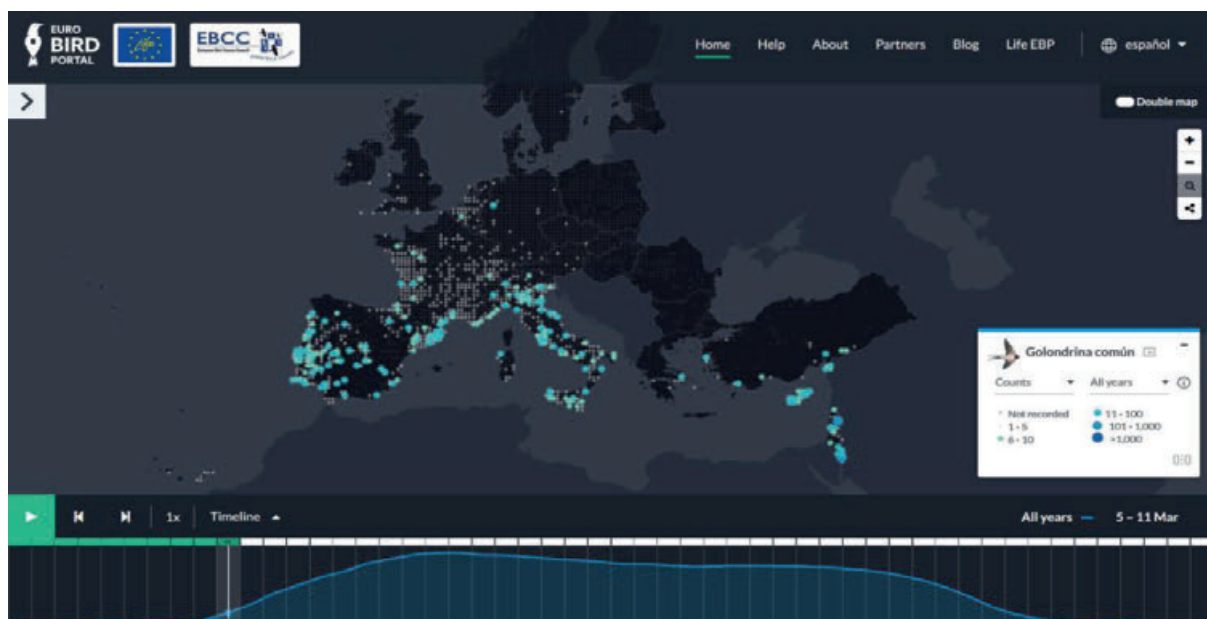 EURO
BIRD
PORTAL
EBCC
Home Help About Partners Blog Life EBP español
Double map
Golondrina común
Counts All years
Not recorded
1 - 5
6 - 10
11 - 100
101 - 1,000
>1,000
1x Timeline
All years 5 – 11 Mar